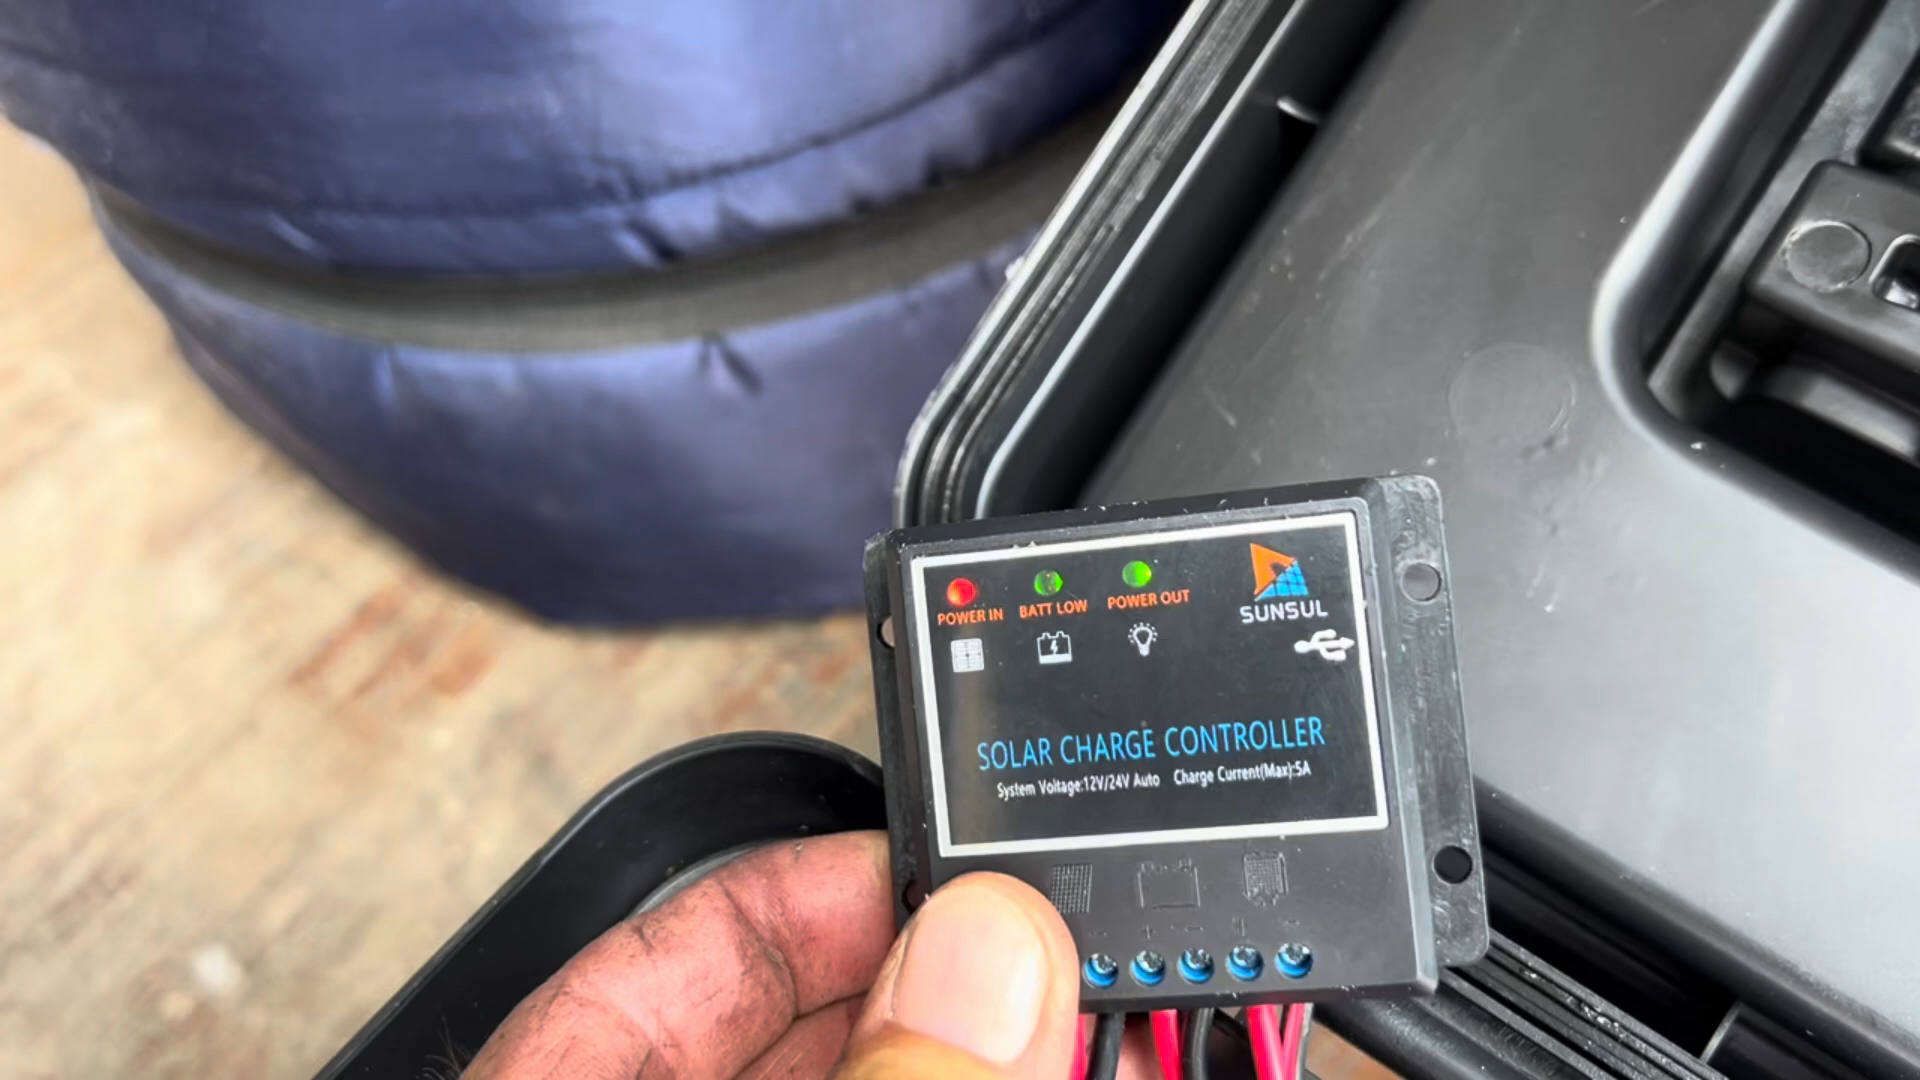 POWER IN BATT LOW POWER OUT
SUNSUL
SOLAR CHARGE CONTROLLER
System Voltage:12V/24V Auto Charge Current(Max):5A
- + - + -